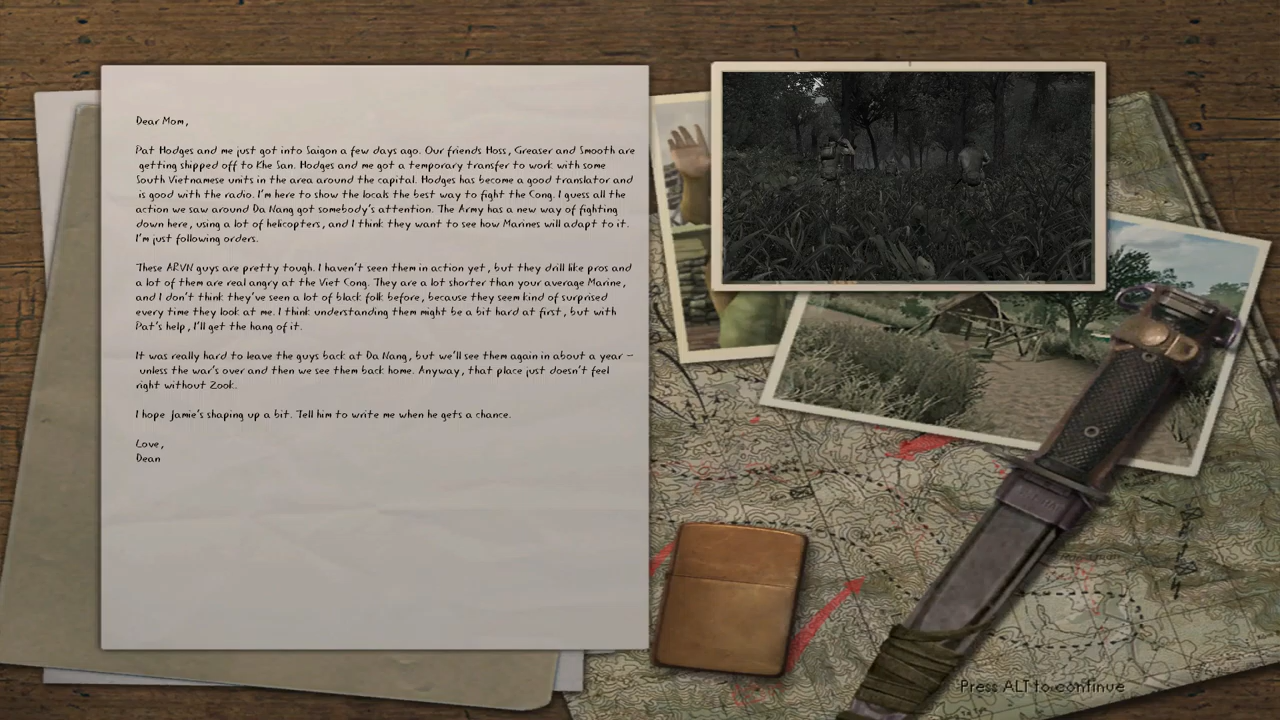 Dear Mom,
Pat Hodges and me just got into Saigon a few days ago. Our friends Hoss, Greaser and Smooth are
getting shipped off to Khe San. Hodges and me got a temporary transfer to work with some
South Vietnamese units in the area around the capital. Hodges has become a good translator and
is good with the radio. I'm here to show the locals the best way to fight the Cong. I guess all the
action we saw around Da Nang got somebody's attention. The Army has a new way of fighting
down here, using a lot of helicopters, and I think they want to see how Marines will adapt to it.
I'm just following orders.
These ARVN guys are pretty tough. I haven't seen them in action yet, but they drill like pros and
a lot of them are real angry at the Viet Cong. They are a lot shorter than your average Marine,
and I don't think they've seen a lot of black folk before, because they seem kind of surprised
every time they look at me. I think understanding them might be a bit hard at first, but with
Pat's help, I'll get the hang of it.
It was really hard to leave the guys back at Da Nang, but we'll see them again in about a year –
unless the war's over and then we see them back home. Anyway, that place just doesn't feel
right without Zook.
I hope Jamie's shaping up a bit. Tell him to write me when he gets a chance.
Love,
Dean
Press ALT to continue